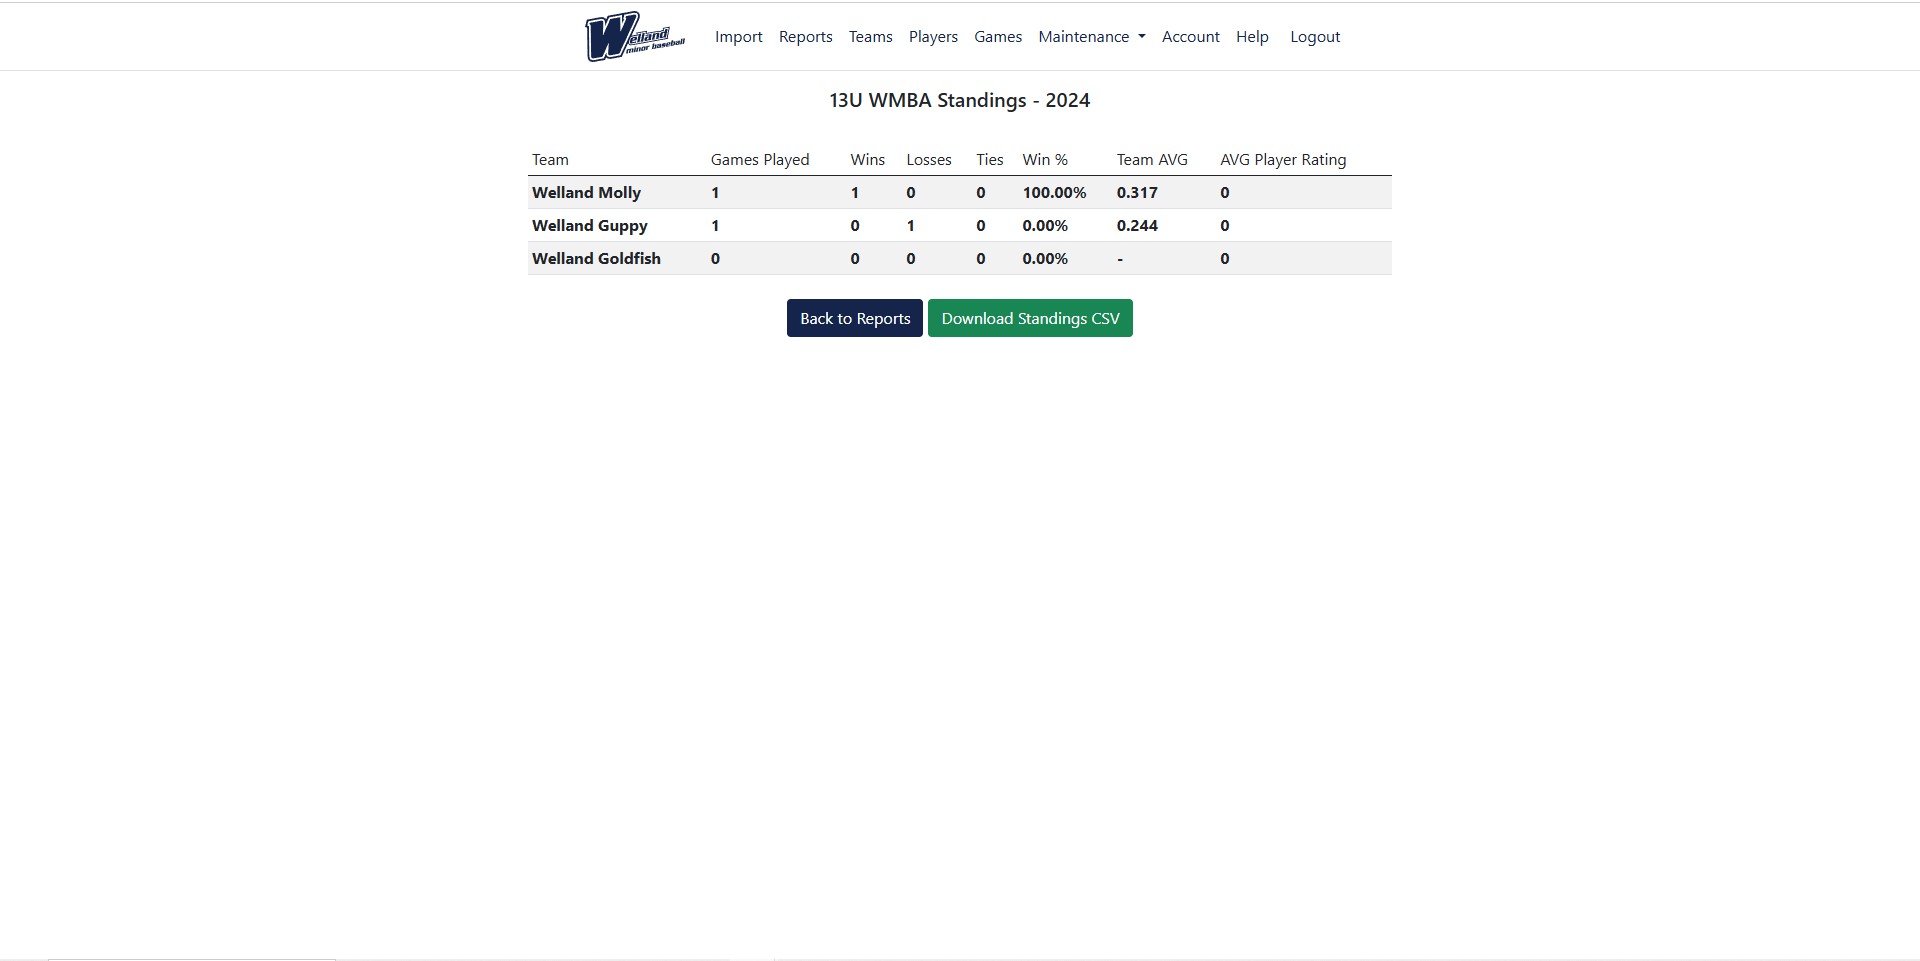 Welland
minor baseball
Import Reports Teams Players Games Maintenance Account Help Logout
13U WMBA Standings - 2024
Team Games Played Wins Losses Ties Win % Team AVG AVG Player Rating
Welland Molly 1 1 0 0 100.00% 0.317 0
Welland Guppy 1 0 1 0 0.00% 0.244 0
Welland Goldfish 0 0 0 0 0.00% - 0
Back to Reports Download Standings CSV